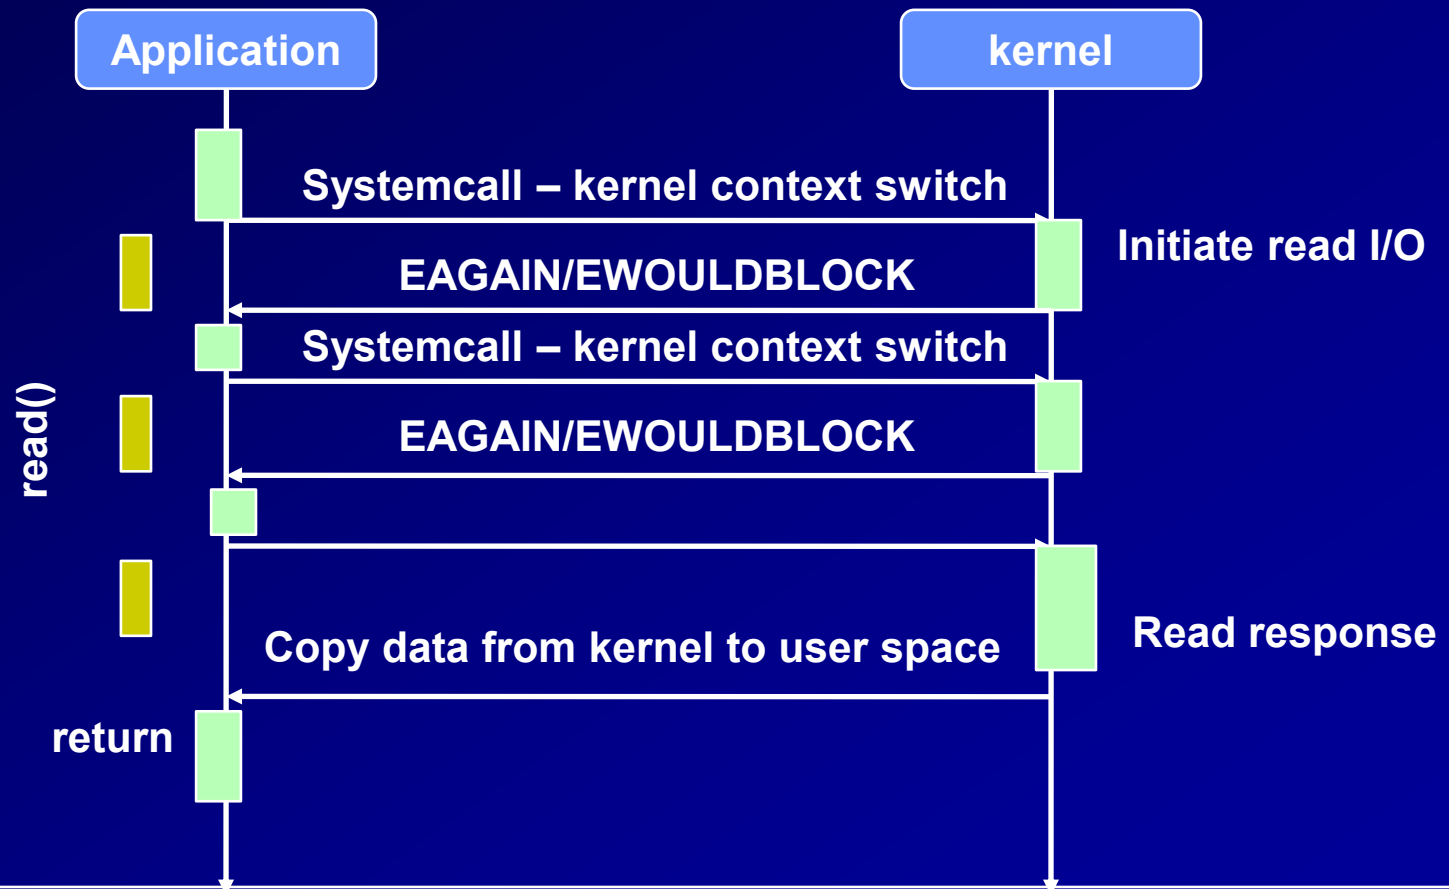 Application
kernel
Systemcall – kernel context switch
Initiate read I/O
EAGAIN/EWOULDBLOCK
Systemcall – kernel context switch
read()
EAGAIN/EWOULDBLOCK
Copy data from kernel to user space
Read response
return